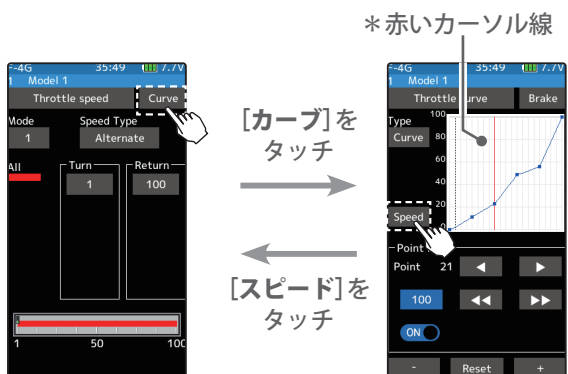 ＊赤いカーソル線
-4G 35:49 7.7V
1 Model 1
Throttle speed Curve
Mode Speed Type
1 Alternate
All Turn Return
1 100
1 50 100
[カーブ]を
タッチ
[スピード]を
タッチ
-4G 35:49 7.7V
1 Model 1
Throttle Curve Brake
Type
Curve
100
80
60
40
20
0
Speed
Point
Point 21
100
ON
- Reset +